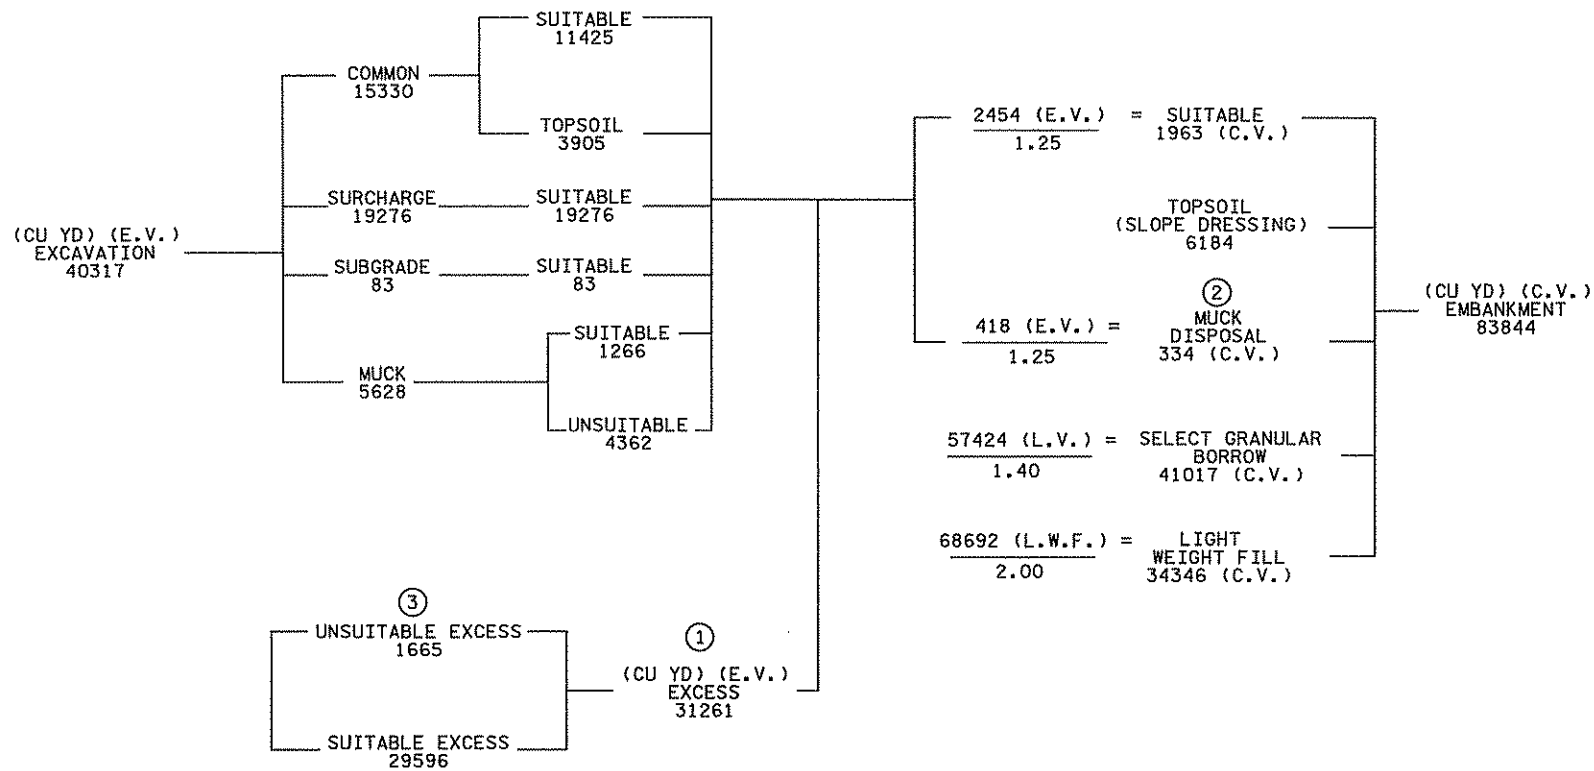 (CU YD) (E.V.)
EXCAVATION
40317
COMMON
15330
SUITABLE
11425
TOPSOIL
3905
SURCHARGE
19276
SUITABLE
19276
SUBGRADE
83
SUITABLE
83
MUCK
5628
SUITABLE
1266
UNSUITABLE
4362
2454 (E.V.) = SUITABLE
1.25
1963 (C.V.)
TOPSOIL
(SLOPE DRESSING)
6184
2
418 (E.V.) = MUCK
1.25
DISPOSAL
334 (C.V.)
57424 (L.V.) = SELECT GRANULAR
1.40
BORROW
41017 (C.V.)
68692 (L.W.F.) = LIGHT
2.00
WEIGHT FILL
34346 (C.V.)
(CU YD) (C.V.)
EMBANKMENT
83844
3
UNSUITABLE EXCESS
1665
SUITABLE EXCESS
29596
1
(CU YD) (E.V.)
EXCESS
31261